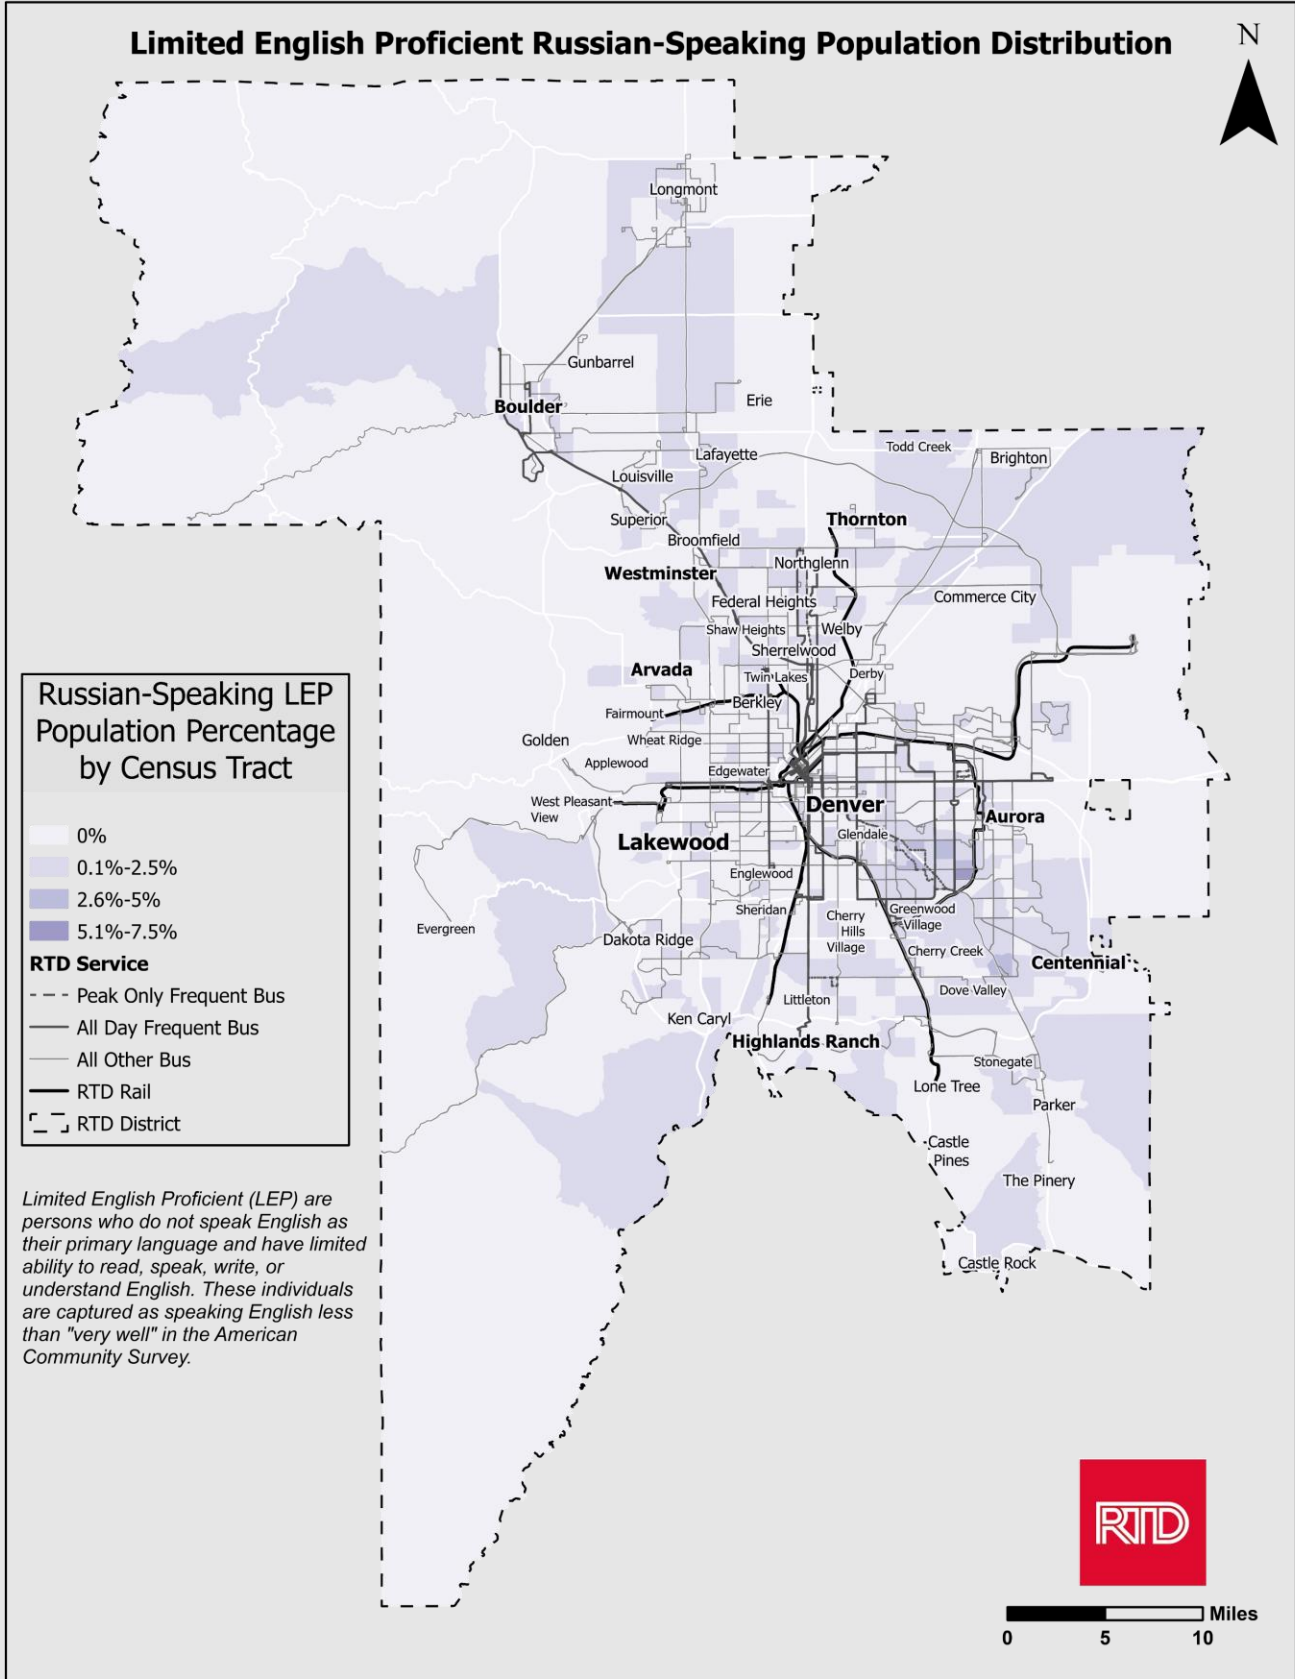 Limited English Proficient Russian-Speaking Population Distribution
N
Longmont
Gunbarrel
Boulder
Erie
Lafayette
Todd Creek
Brighton
Louisville
Superior
Thornton
Broomfield
Northglenn
Westminster
Federal Heights
Commerce City
Shaw Heights
Welby
Sherrelwood
Arvada
Twin Lakes
Derby
Berkley
Fairmount
Golden
Wheat Ridge
Applewood
Edgewater
West Pleasant
View
Denver
Aurora
Lakewood
Glendale
Englewood
Sheridan
Greenwood
Village
Cherry
Hills
Village
Evergreen
Dakota Ridge
Cherry Creek
Centennial
Dove Valley
Littleton
Ken Caryl
Highlands Ranch
Stonegate
Lone Tree
Parker
Castle
Pines
The Pinery
Castle Rock
Russian-Speaking LEP
Population Percentage
by Census Tract
0%
0.1%-2.5%
2.6%-5%
5.1%-7.5%
RTD Service
Peak Only Frequent Bus
All Day Frequent Bus
All Other Bus
RTD Rail
RTD District
Limited English Proficient (LEP) are
persons who do not speak English as
their primary language and have limited
ability to read, speak, write, or
understand English. These individuals
are captured as speaking English less
than "very well" in the American
Community Survey.
RTD
Miles
0 5 10